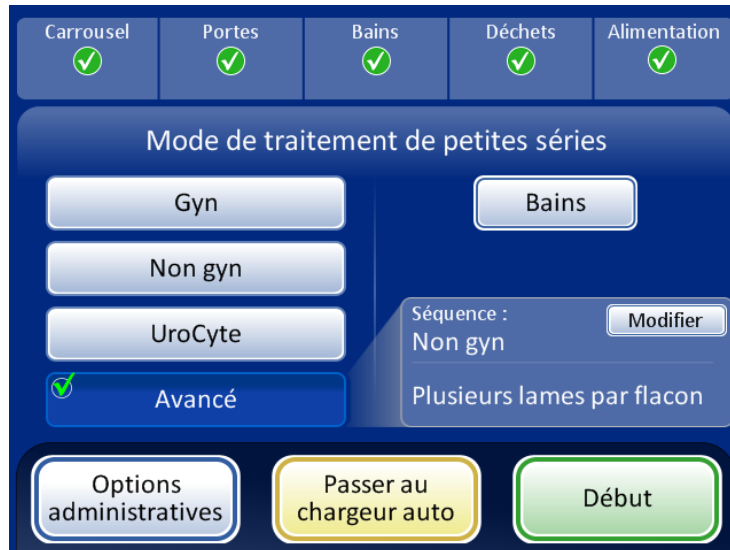 Carrousel
Portes
Bains
Déchets
Alimentation
Mode de traitement de petites séries
Gyn
Bains
Non gyn
UroCyte
Séquence :
Modifier
Non gyn
Avancé
Plusieurs lames par flacon
Options
administratives
Passer au
chargeur auto
Début